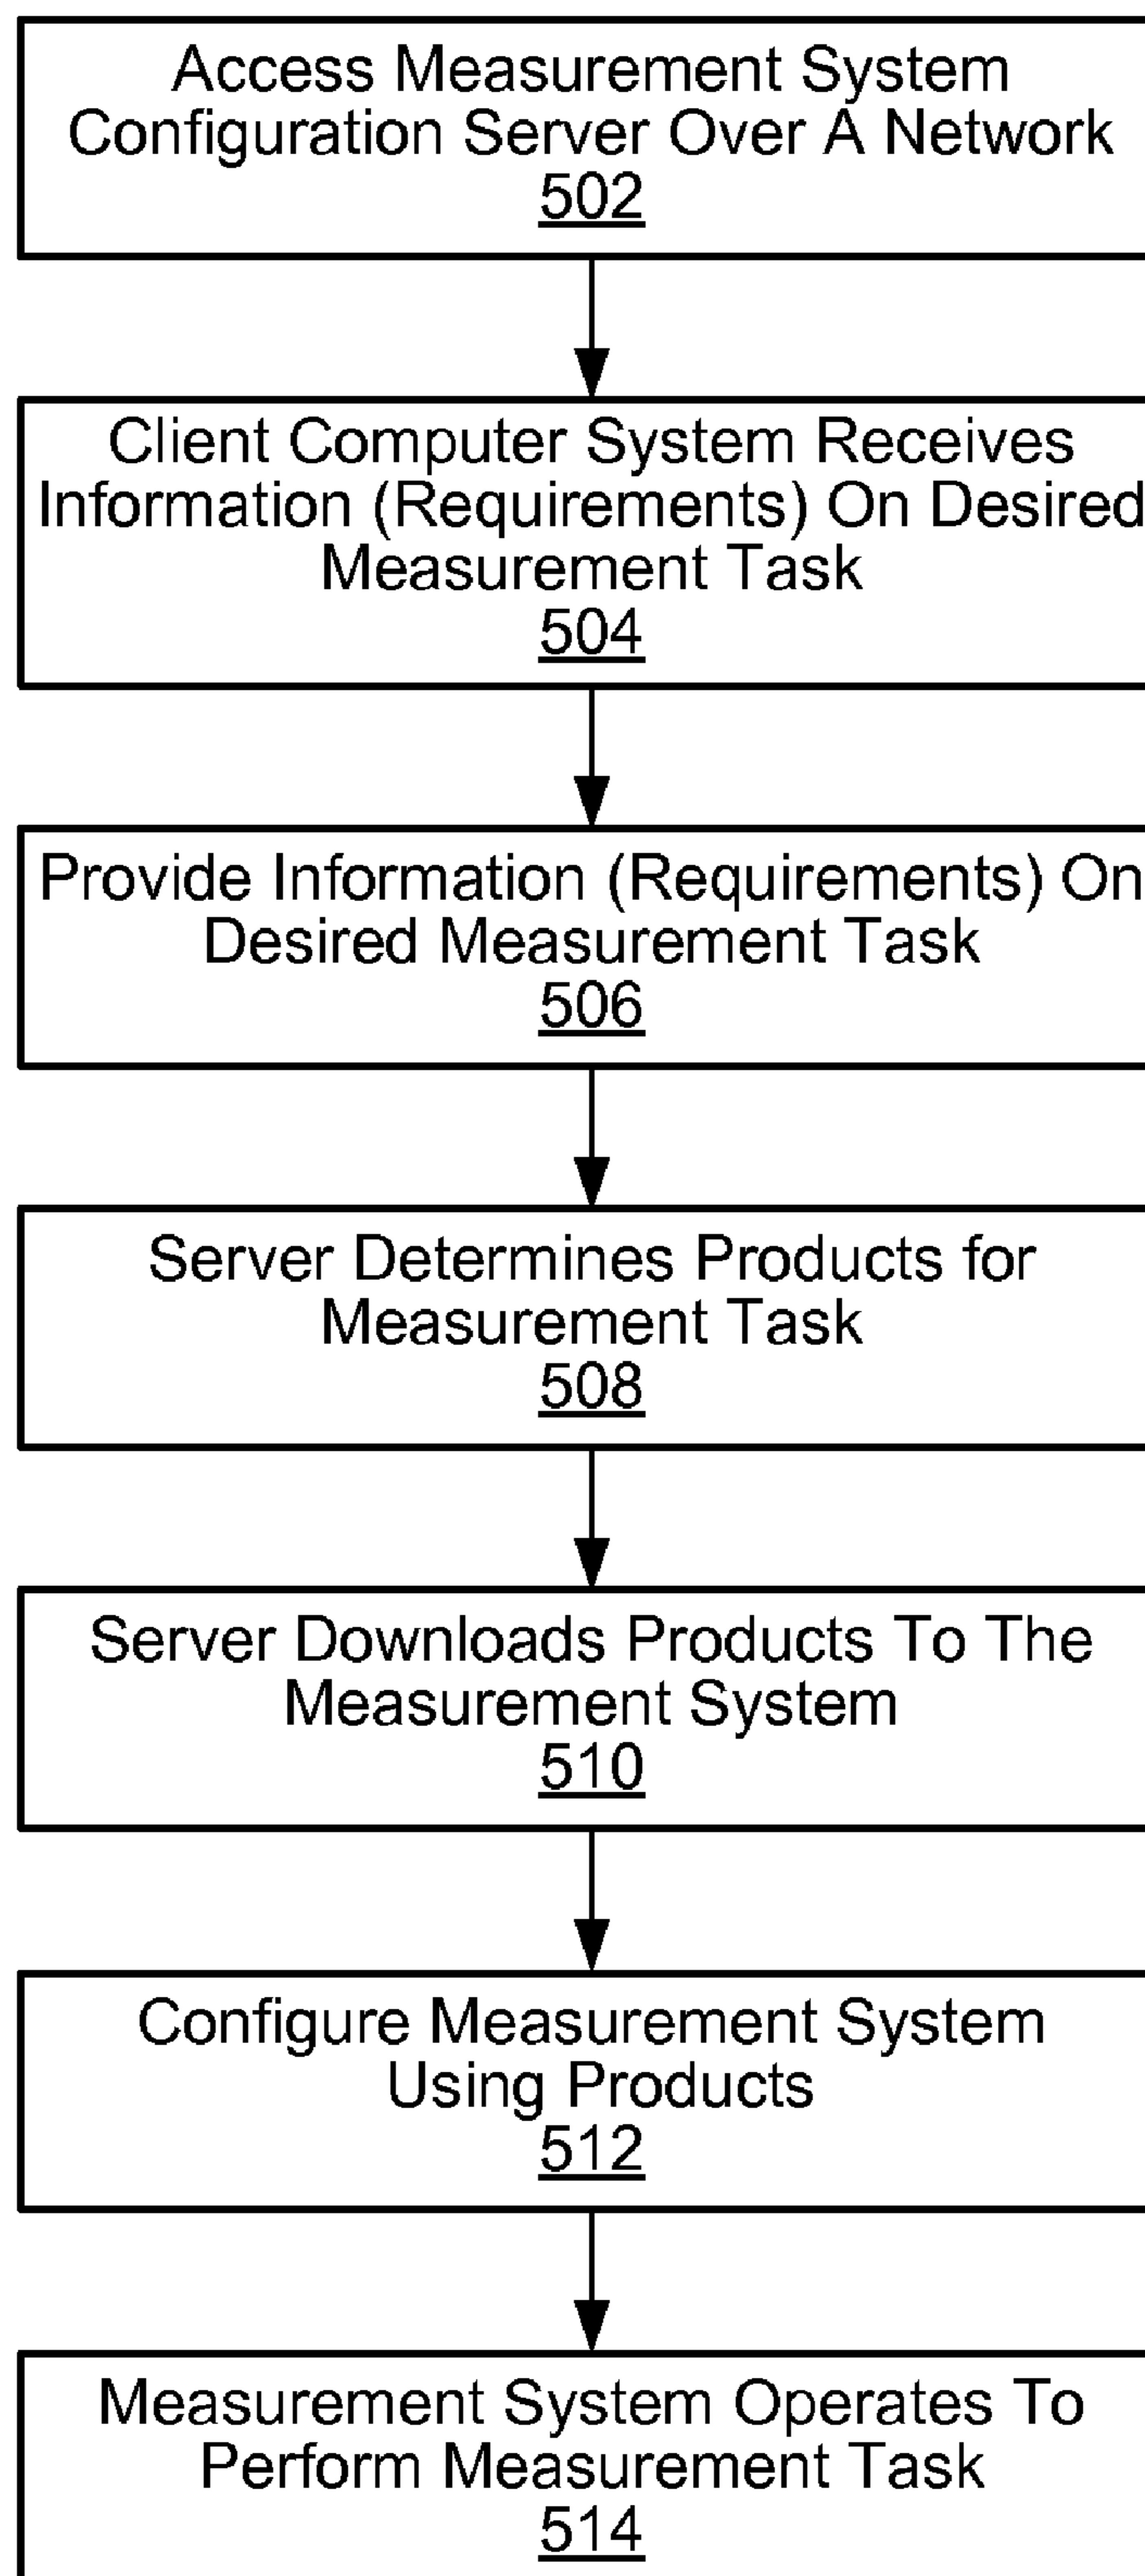 Access Measurement System
Configuration Server Over A Network
502
Client Computer System Receives
Information (Requirements) On Desired
Measurement Task
504
Provide Information (Requirements) On
Desired Measurement Task
506
Server Determines Products for
Measurement Task
508
Server Downloads Products To The
Measurement System
510
Configure Measurement System
Using Products
512
Measurement System Operates To
Perform Measurement Task
514